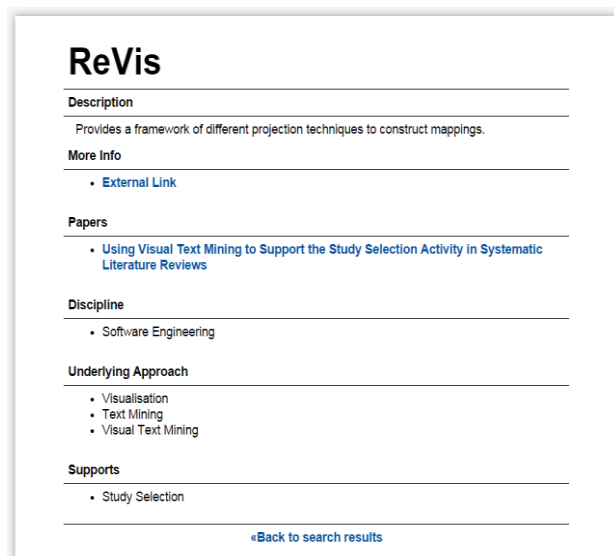 ReVis
Description
Provides a framework of different projection techniques to construct mappings.
More Info
• External Link
Papers
• Using Visual Text Mining to Support the Study Selection Activity in Systematic
Literature Reviews
Discipline
• Software Engineering
Underlying Approach
• Visualisation
• Text Mining
• Visual Text Mining
Supports
• Study Selection
«Back to search results